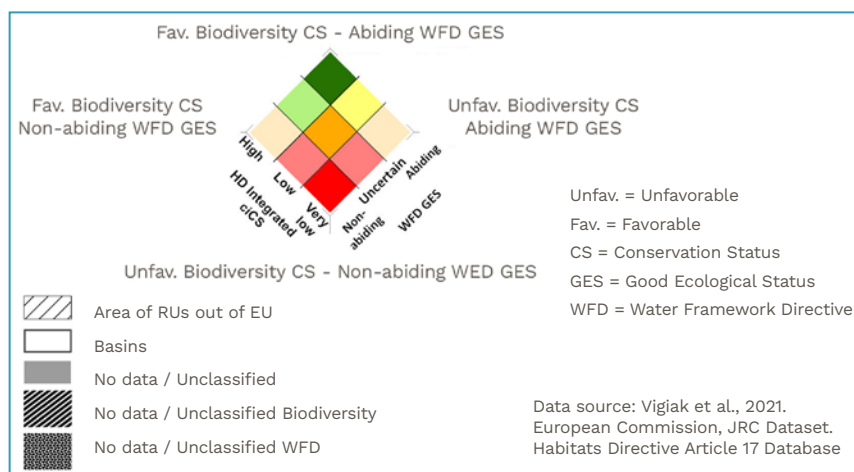 Fav. Biodiversity CS - Abiding WFD GES
Fav. Biodiversity CS
Non-abiding WFD GES
Unfav. Biodiversity CS
Abiding WFD GES
High
Low
Very
low
HD Integrated
ciCS
Non-
abiding
Uncertain
Abiding
WFD GES
Unfav. Biodiversity CS - Non-abiding WED GES
Unfav. = Unfavorable
Fav. = Favorable
CS = Conservation Status
GES = Good Ecological Status
WFD = Water Framework Directive
Area of RUs out of EU
Basins
No data / Unclassified
No data / Unclassified Biodiversity
No data / Unclassified WFD
Data source: Vigiak et al., 2021.
European Commission, JRC Dataset.
Habitats Directive Article 17 Database